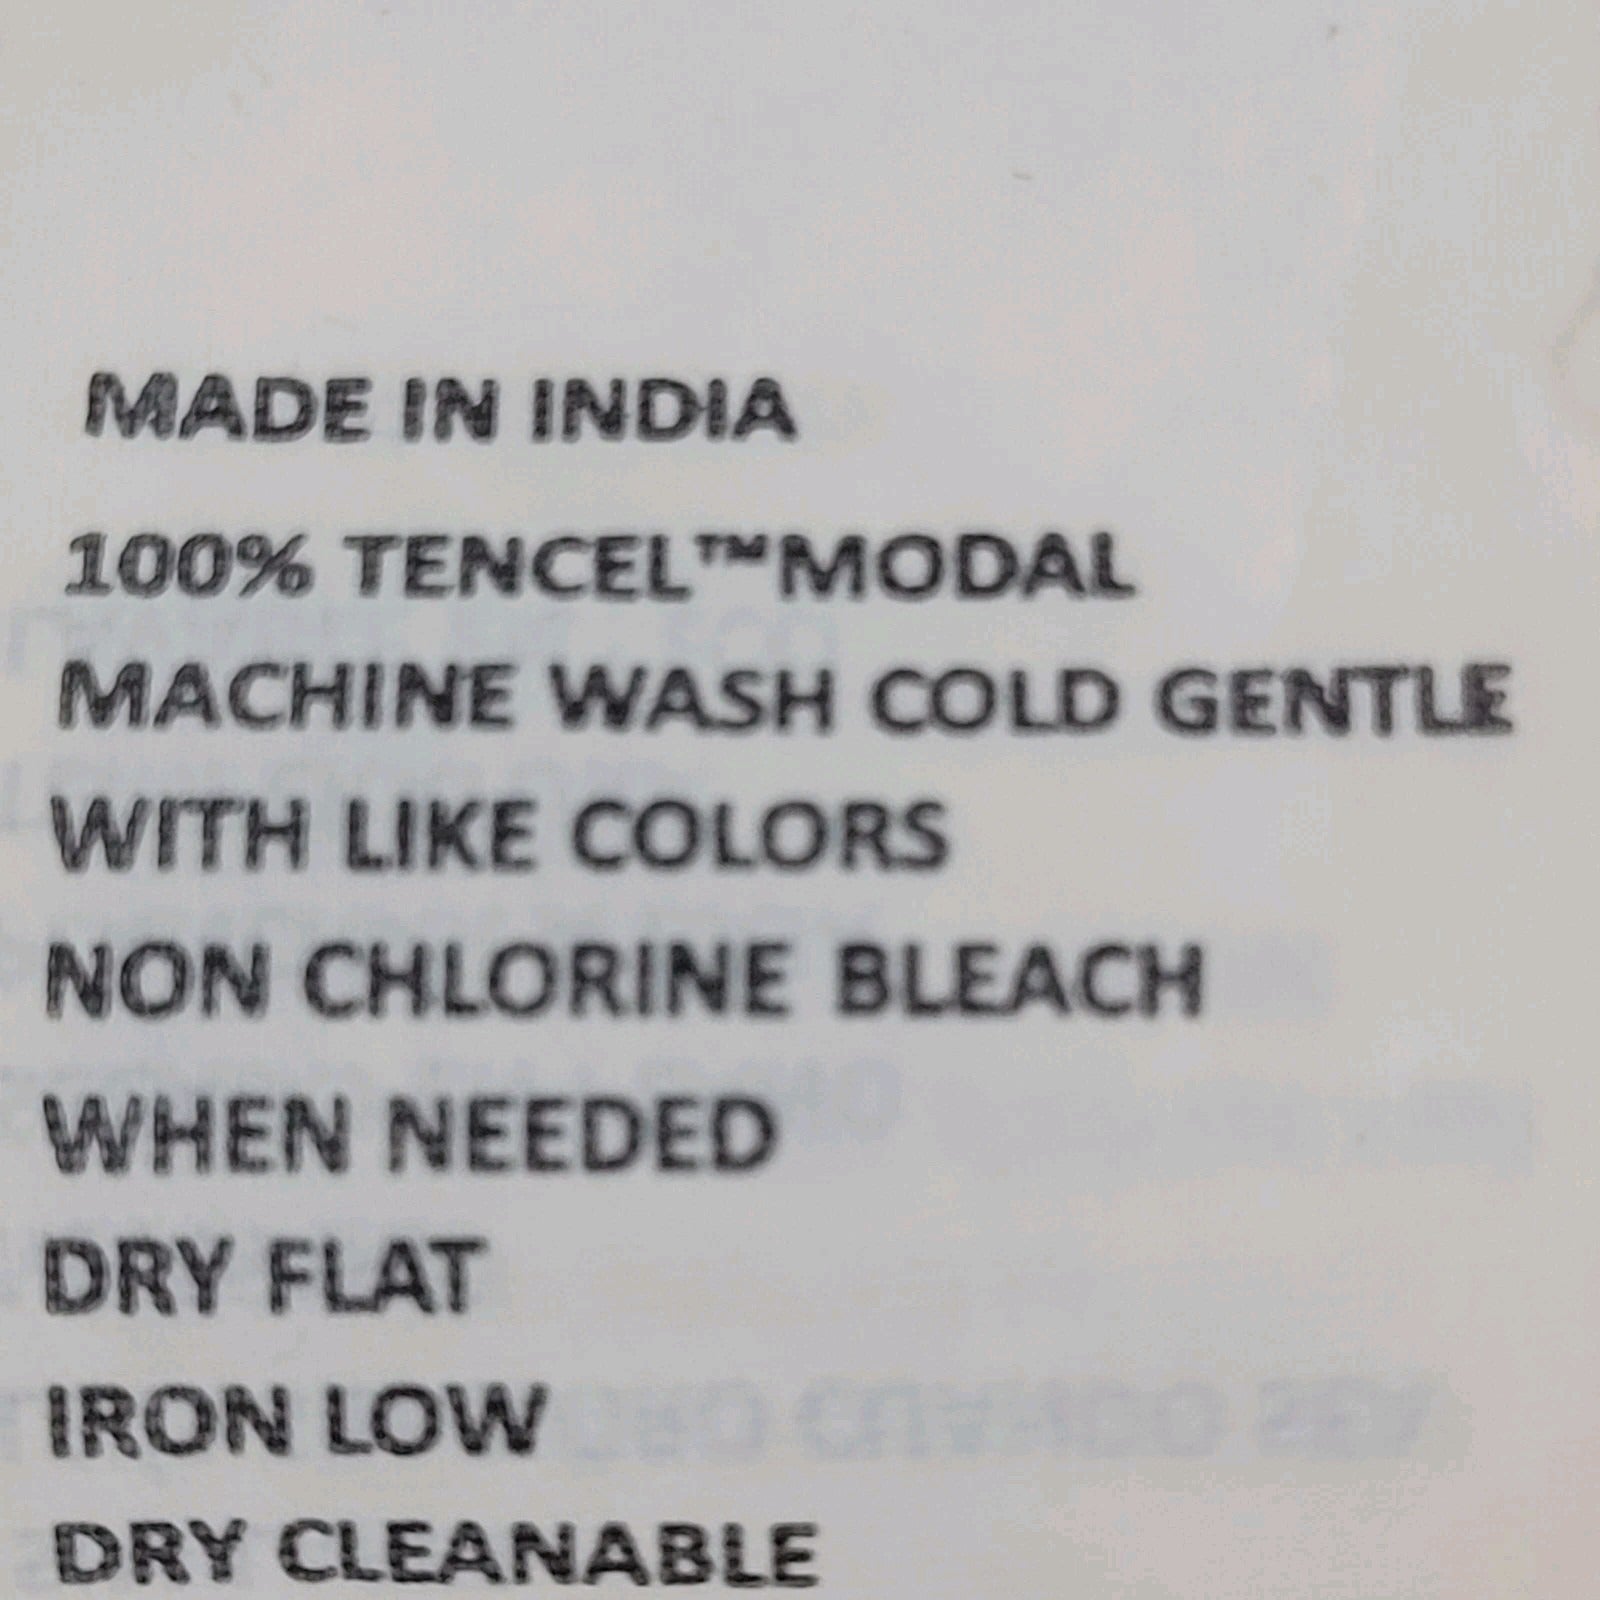 MADE IN INDIA
100% TENCEL™MODAL
MACHINE WASH COLD GENTLE
WITH LIKE COLORS
NON CHLORINE BLEACH
WHEN NEEDED
DRY FLAT
IRON LOW
DRY CLEANABLE